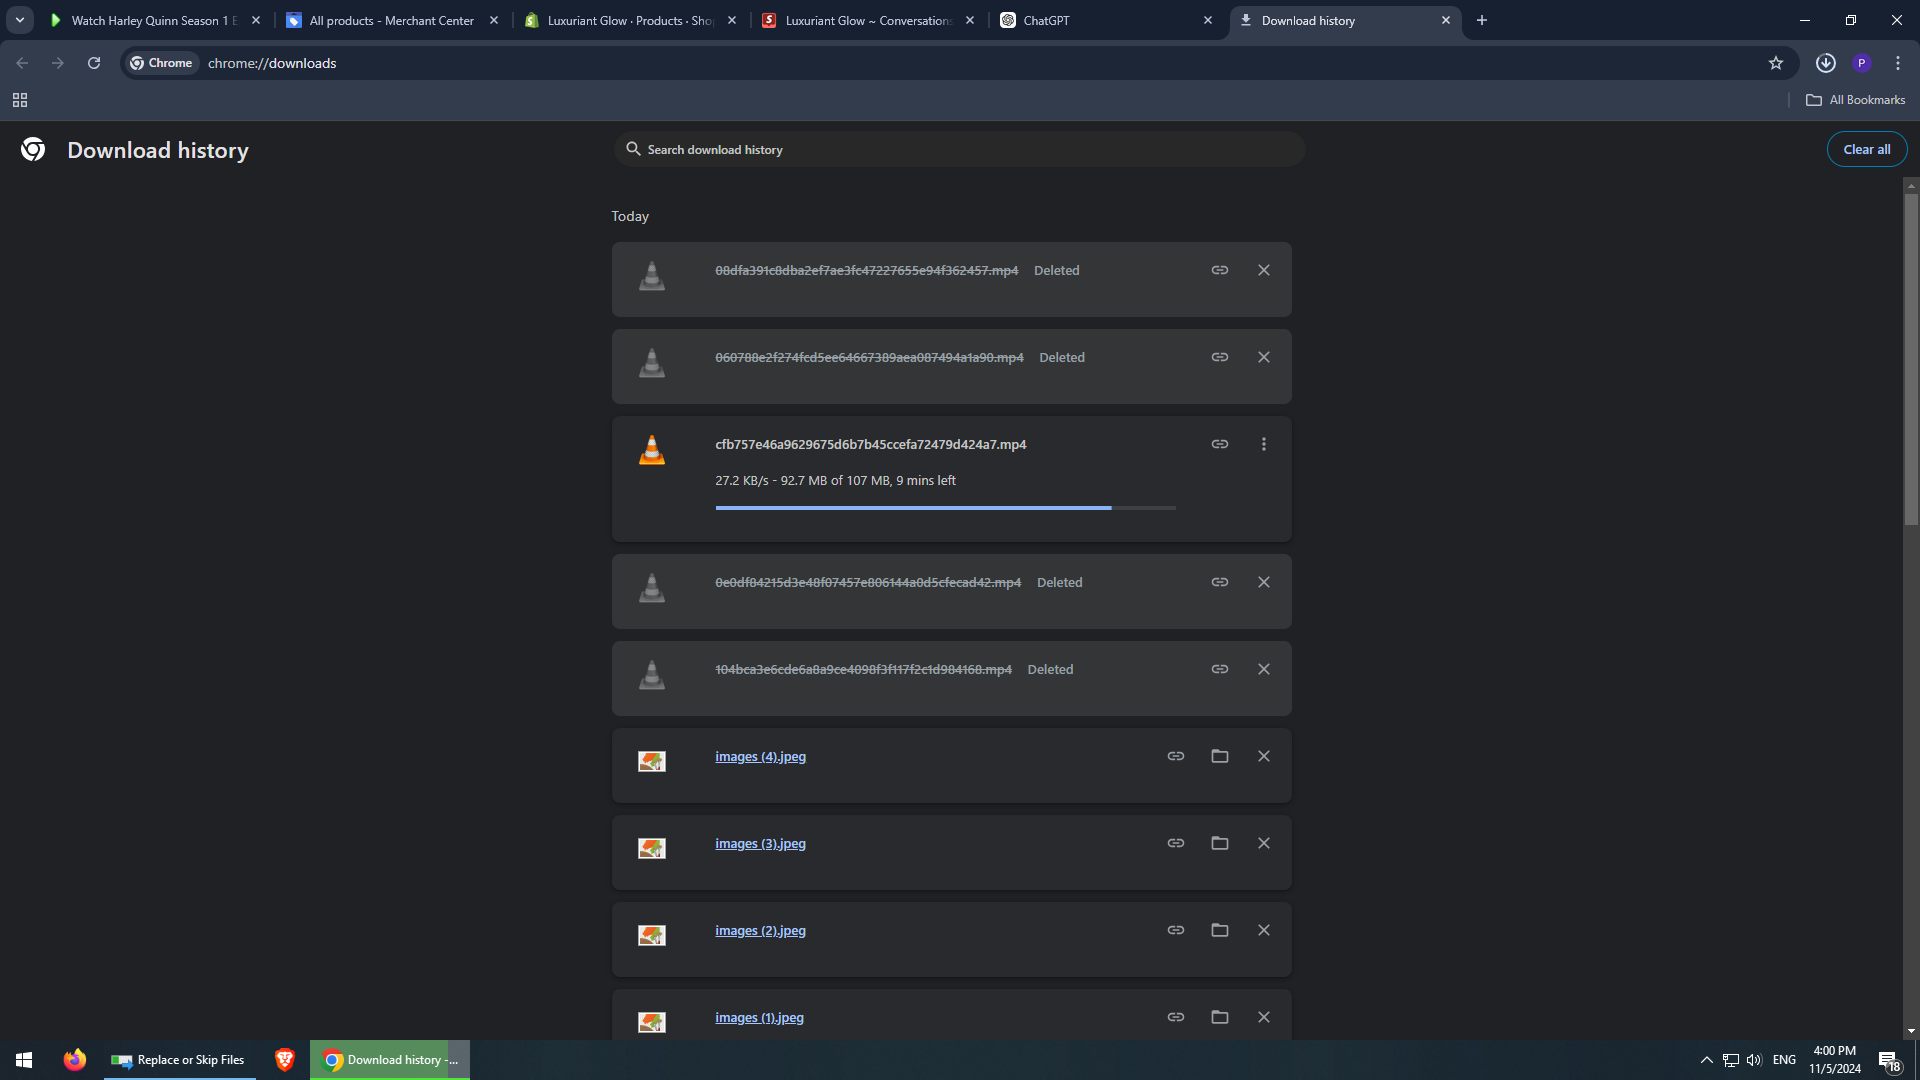 Watch Harley Quinn Season 1 E
All products - Merchant Center
Luxuriant Glow · Products · Sho
Luxuriant Glow ~ Conversations
ChatGPT
Download history
Chrome
chrome://downloads
P
All Bookmarks
Download history
Search download history
Clear all
Today
08dfa391c8dba2ef7ae3fc47227655e94f362457.mp4 Deleted
060788e2f274fcd5ee64667389aea087494a1a90.mp4 Deleted
cfb757e46a9629675d6b7b45ccefa72479d424a7.mp4
27.2 KB/s - 92.7 MB of 107 MB, 9 mins left
0e0df84215d3e48f07457e806144a0d5cfecad42.mp4 Deleted
104bca3e6cde6a8a9ce4098f3f117f2c1d984168.mp4 Deleted
images (4).jpeg
images (3).jpeg
images (2).jpeg
images (1).jpeg
Replace or Skip Files
Download history -...
ENG
4:00 PM
11/5/2024
18